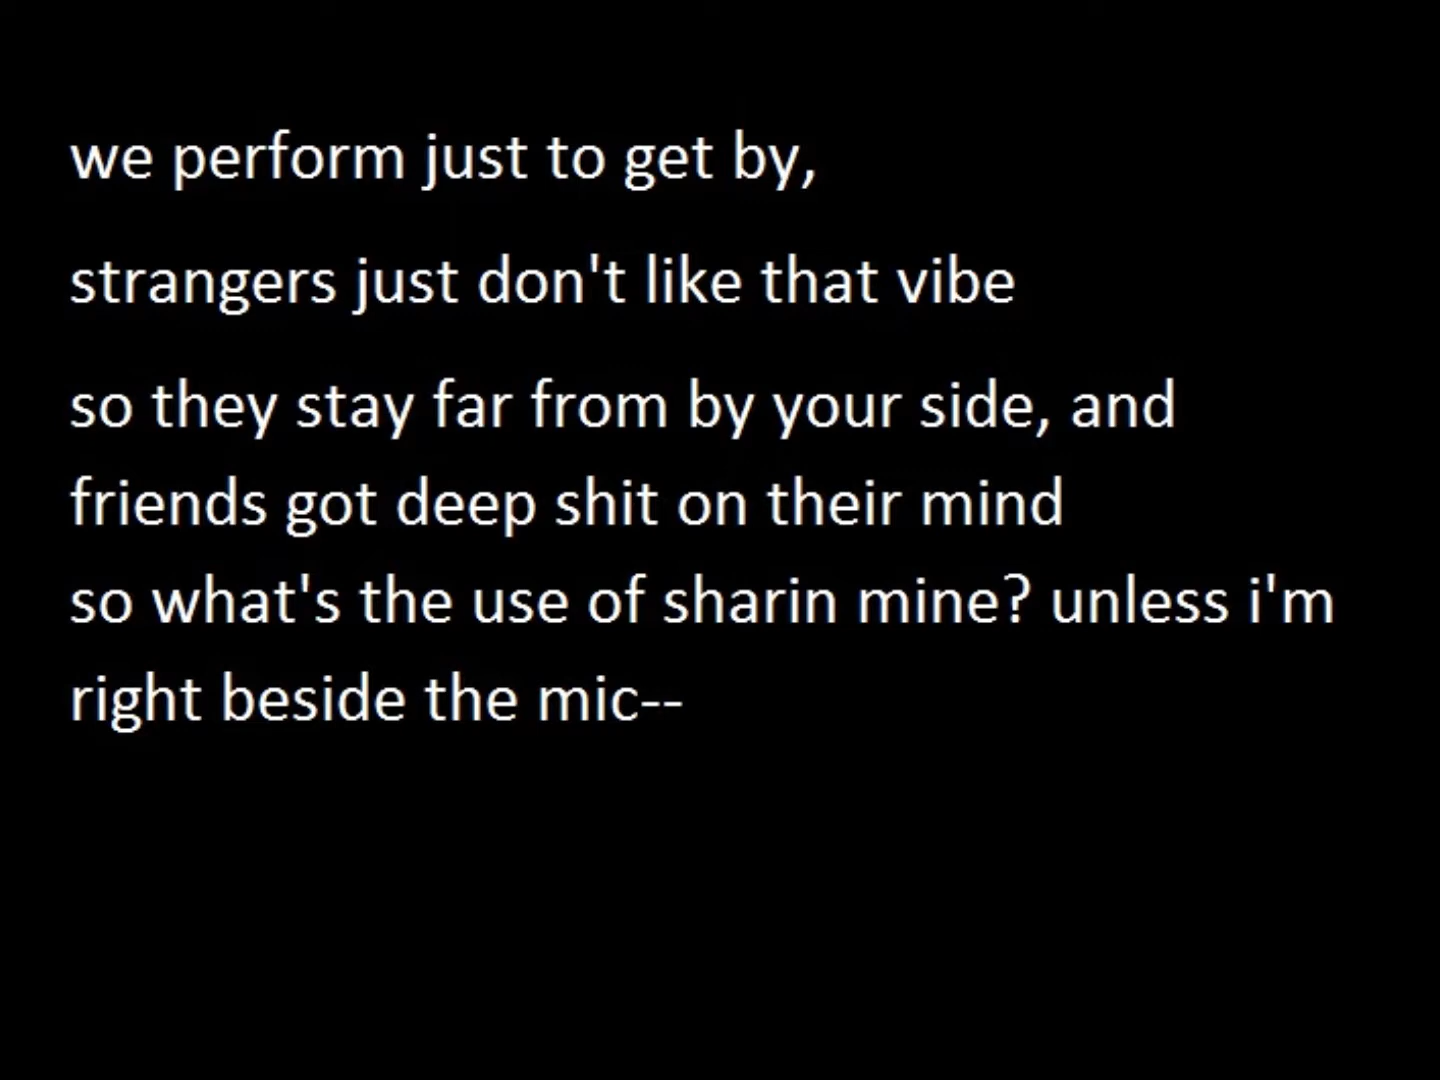 we perform just to get by,
strangers just don't like that vibe
so they stay far from by your side, and
friends got deep shit on their mind
so what's the use of sharin mine? unless i'm
right beside the mic--